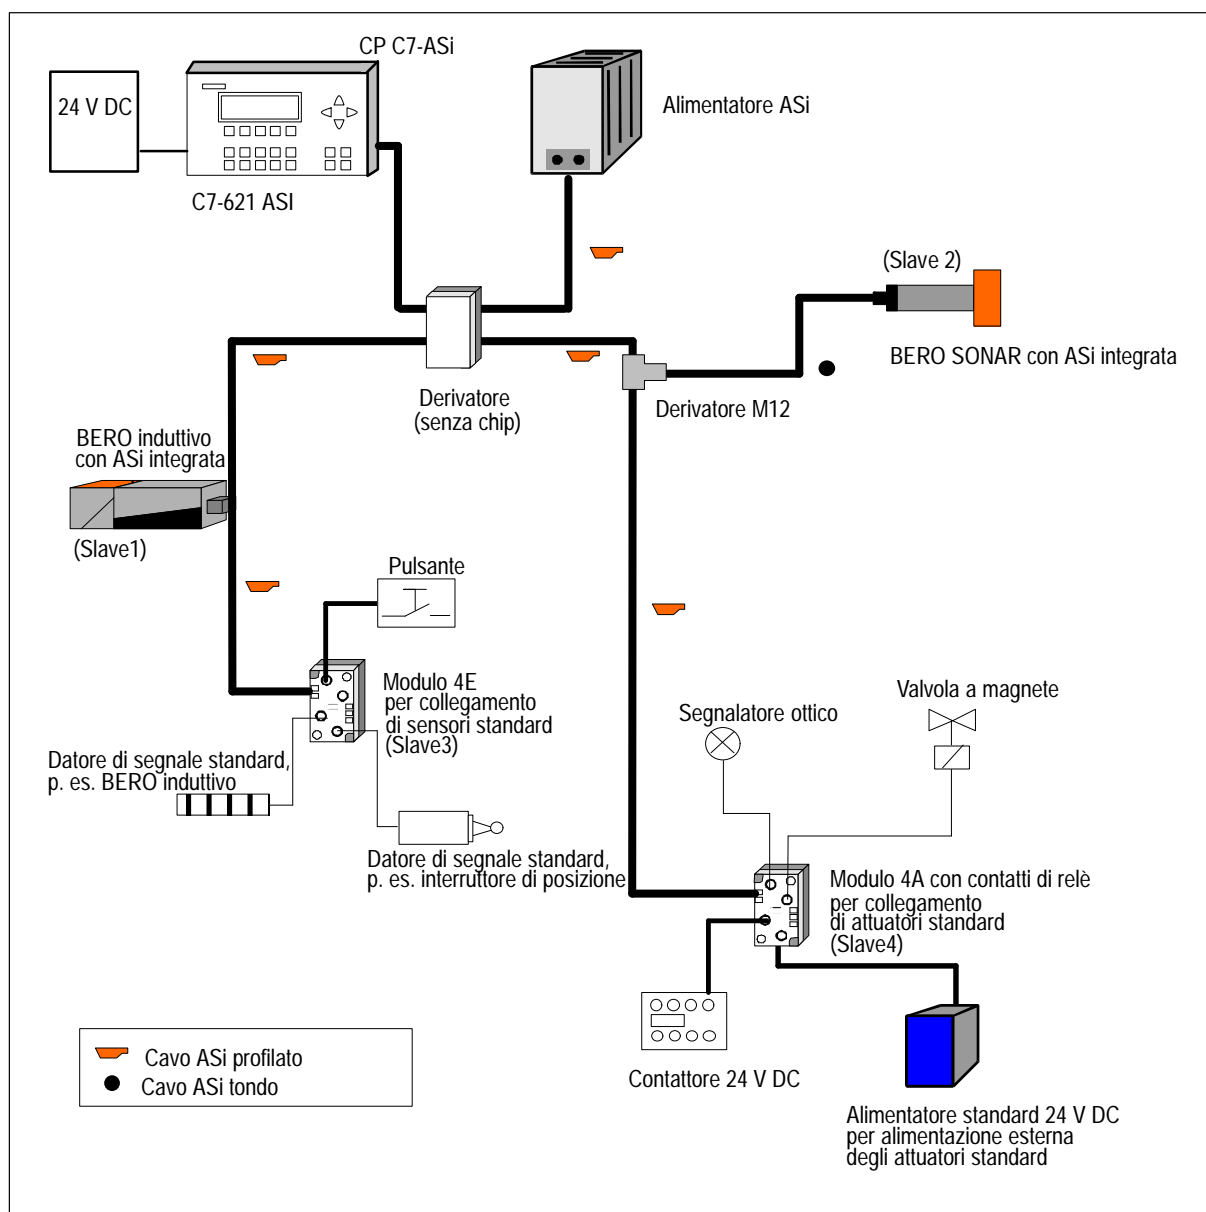 CP C7-ASi
24 V DC
Alimentatore ASi
C7-621 ASI
(Slave 2)
BERO SONAR con ASi integrata
Derivatore
(senza chip)
Derivatore M12
BERO induttivo
con ASi integrata
(Slave1)
Pulsante
Modulo 4E
per collegamento
di sensori standard
(Slave3)
Valvola a magnete
Segnalatore ottico
Datore di segnale standard,
p. es. BERO induttivo
Datore di segnale standard,
p. es. interruttore di posizione
Modulo 4A con contatti di relè
per collegamento
di attuatori standard
(Slave4)
Cavo ASi profilato
Cavo ASi tondo
Contattore 24 V DC
Alimentatore standard 24 V DC
per alimentazione esterna
degli attuatori standard